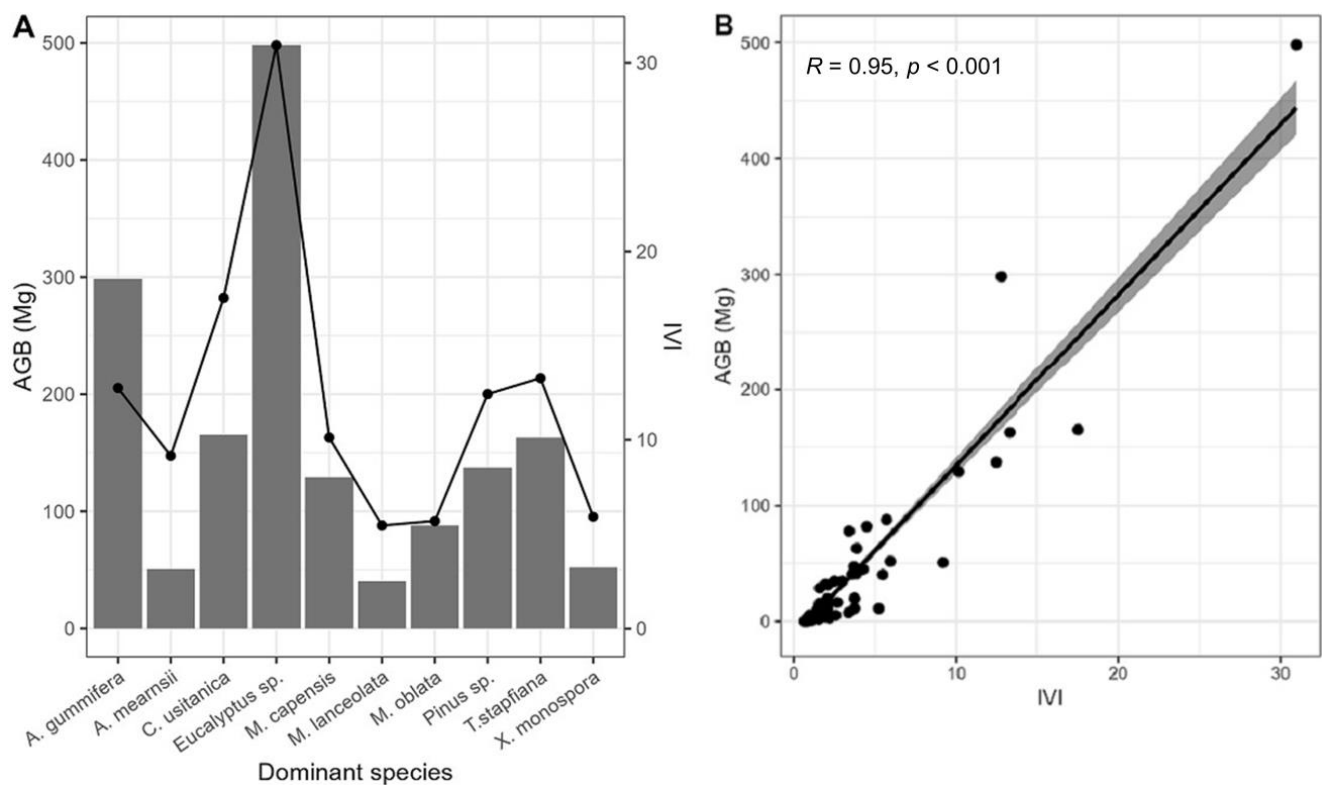 A
500
400
300
200
100
0
AGB (Mg)
30
20
10
0
IVI
A. gummifera
A. mearnsii
C. usitanica
Eucalyptus sp.
M. capensis
M. lanceolata
M. oblata
Pinus sp.
T.stapfiana
X. monospora
Dominant species
B
R = 0.95, p < 0.001
500
400
300
200
100
0
AGB (Mg)
0
10
20
30
IVI